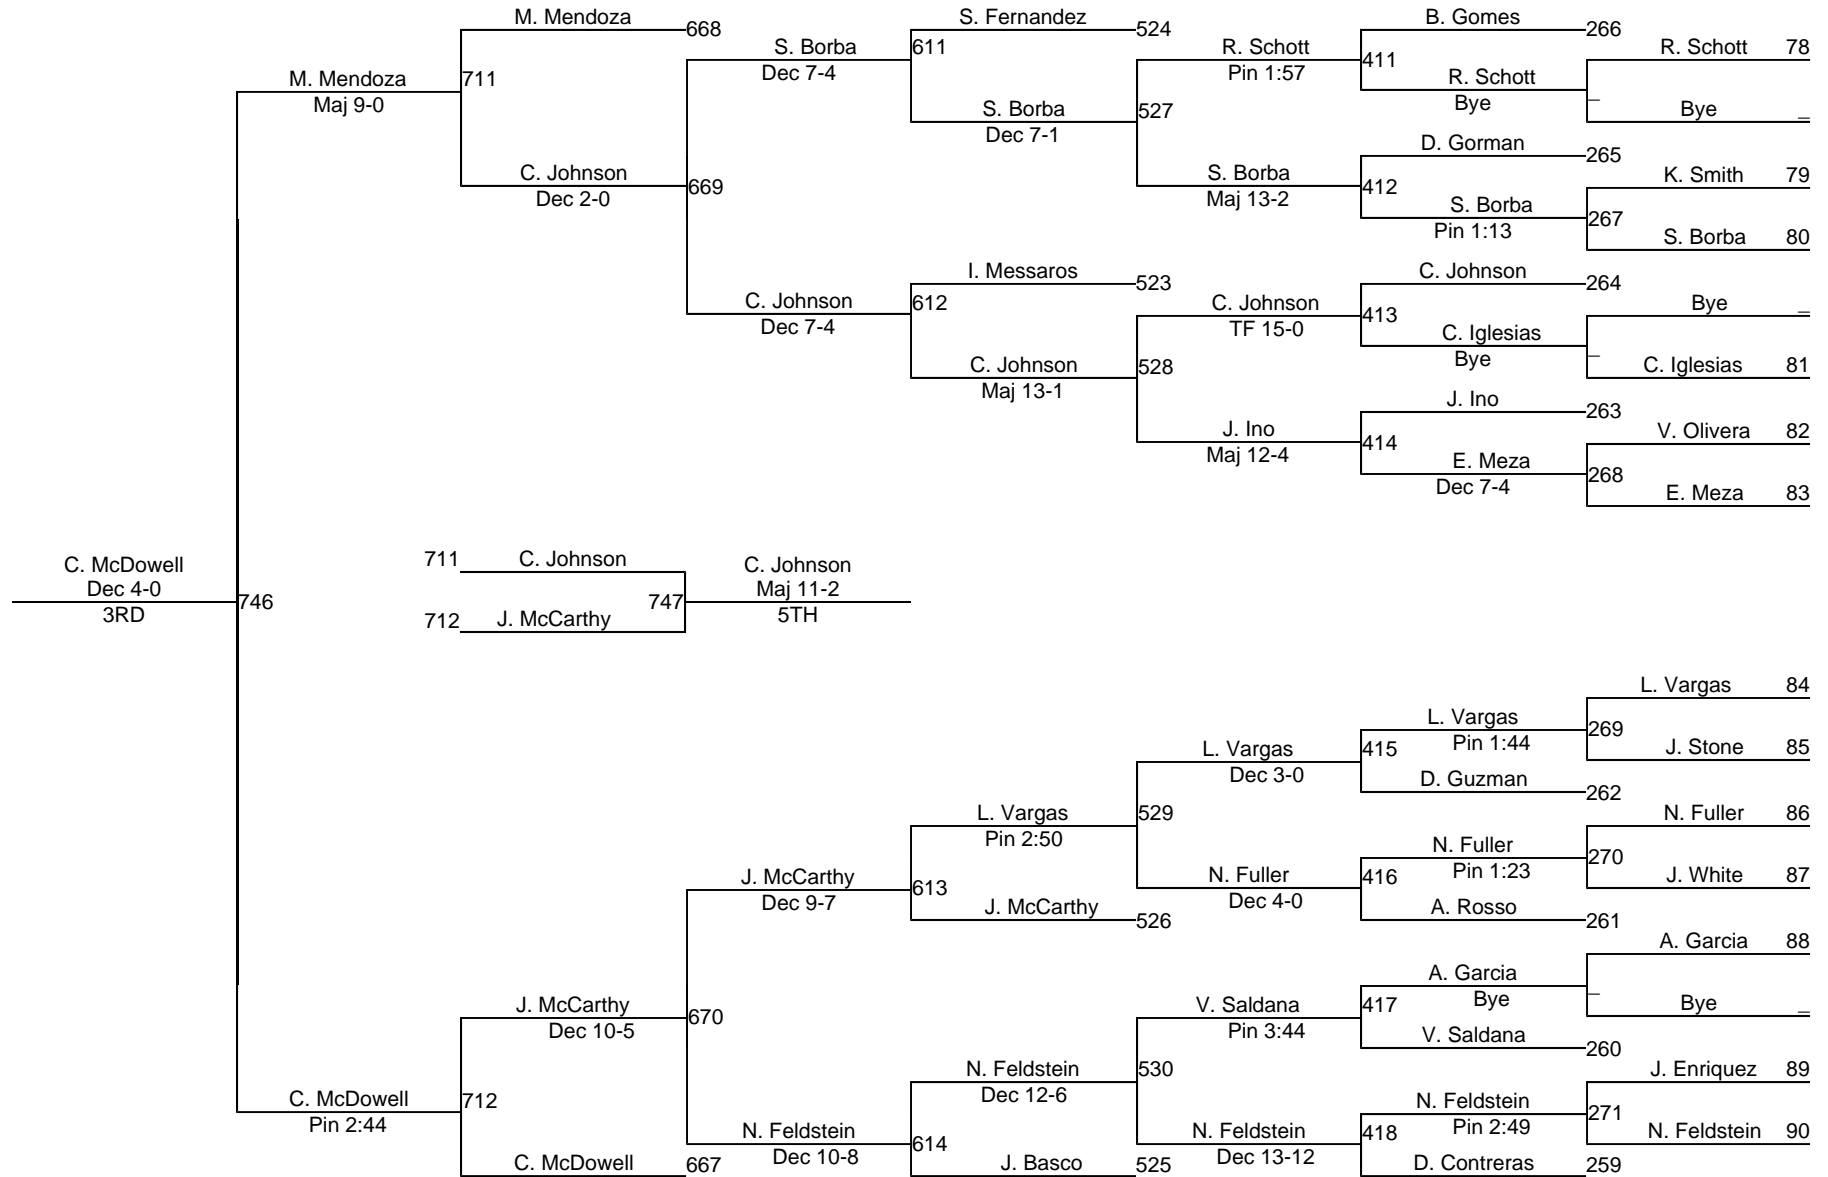 M. Mendoza 668
S. Fernandez 524
B. Gomes 266
S. Borba 611
Dec 7-4
R. Schott 411
Pin 1:57
R. Schott 78
M. Mendoza 711
Maj 9-0
R. Schott
Bye
_
S. Borba 527
Dec 7-1
Bye _
D. Gorman 265
C. Johnson 669
Dec 2-0
S. Borba 412
Maj 13-2
K. Smith 79
S. Borba 267
Pin 1:13
S. Borba 80
I. Messaros 523
C. Johnson 264
C. Johnson 612
Dec 7-4
C. Johnson 413
TF 15-0
Bye _
C. Iglesias
Bye
_
C. Johnson 528
Maj 13-1
C. Iglesias 81
J. Ino 263
J. Ino 414
Maj 12-4
V. Olivera 82
E. Meza 268
Dec 7-4
E. Meza 83
C. McDowell
Dec 4-0
3RD
746
711 C. Johnson
712 J. McCarthy
747
C. Johnson
Maj 11-2
5TH
L. Vargas 84
L. Vargas 269
Pin 1:44
L. Vargas 415
Dec 3-0
J. Stone 85
D. Guzman 262
L. Vargas 529
Pin 2:50
N. Fuller 86
N. Fuller 270
Pin 1:23
J. McCarthy 613
Dec 9-7
N. Fuller 416
Dec 4-0
J. White 87
J. McCarthy 526
A. Rosso 261
A. Garcia 88
A. Garcia
Bye
_
J. McCarthy 670
Dec 10-5
V. Saldana 417
Pin 3:44
Bye _
V. Saldana 260
N. Feldstein 530
Dec 12-6
J. Enriquez 89
C. McDowell 712
Pin 2:44
N. Feldstein 271
Pin 2:49
N. Feldstein 614
Dec 10-8
N. Feldstein 418
Dec 13-12
N. Feldstein 90
C. McDowell 667
J. Basco 525
D. Contreras 259